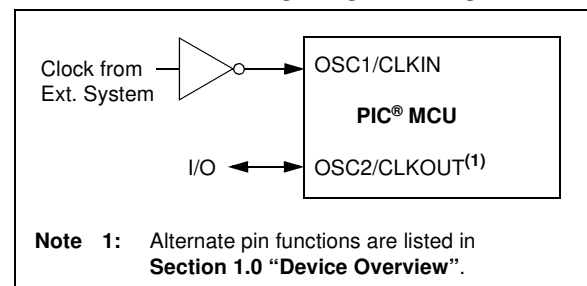 Clock from
Ext. System
OSC1/CLKIN
PIC® MCU
I/O
OSC2/CLKOUT(1)
Note 1: Alternate pin functions are listed in
Section 1.0 “Device Overview”.